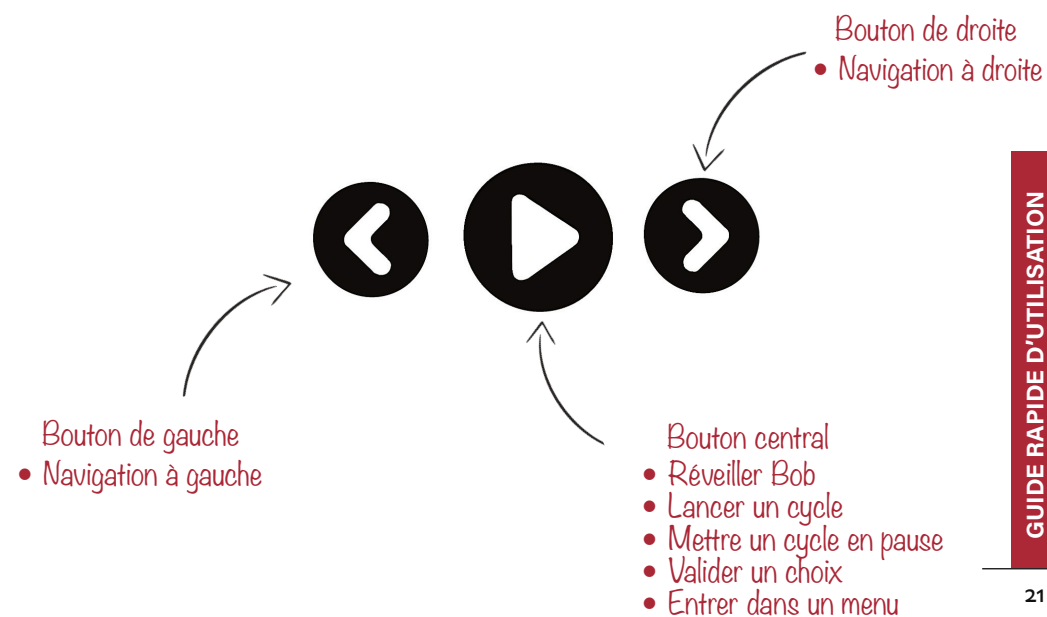 Bouton de droite
• Navigation à droite
Bouton de gauche
• Navigation à gauche
Bouton central
• Réveiller Bob
• Lancer un cycle
• Mettre un cycle en pause
• Valider un choix
• Entrer dans un menu
GUIDE RAPIDE D'UTILISATION
21